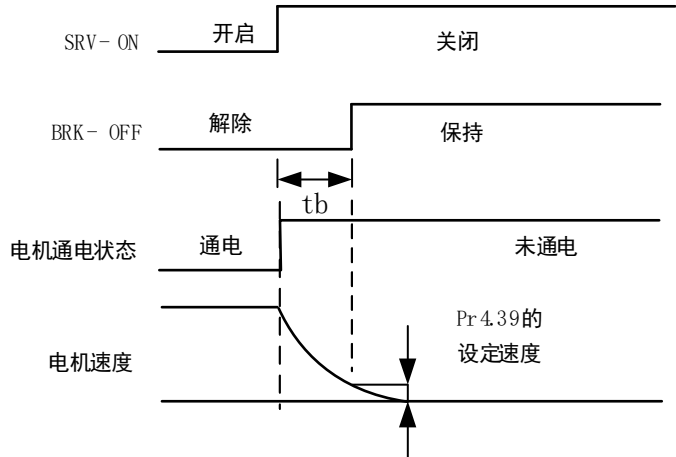 SRV-ON
开启
关闭
BRK-OFF
解除
保持
tb
电机通电状态
通电
未通电
电机速度
Pr4.39的
设定速度